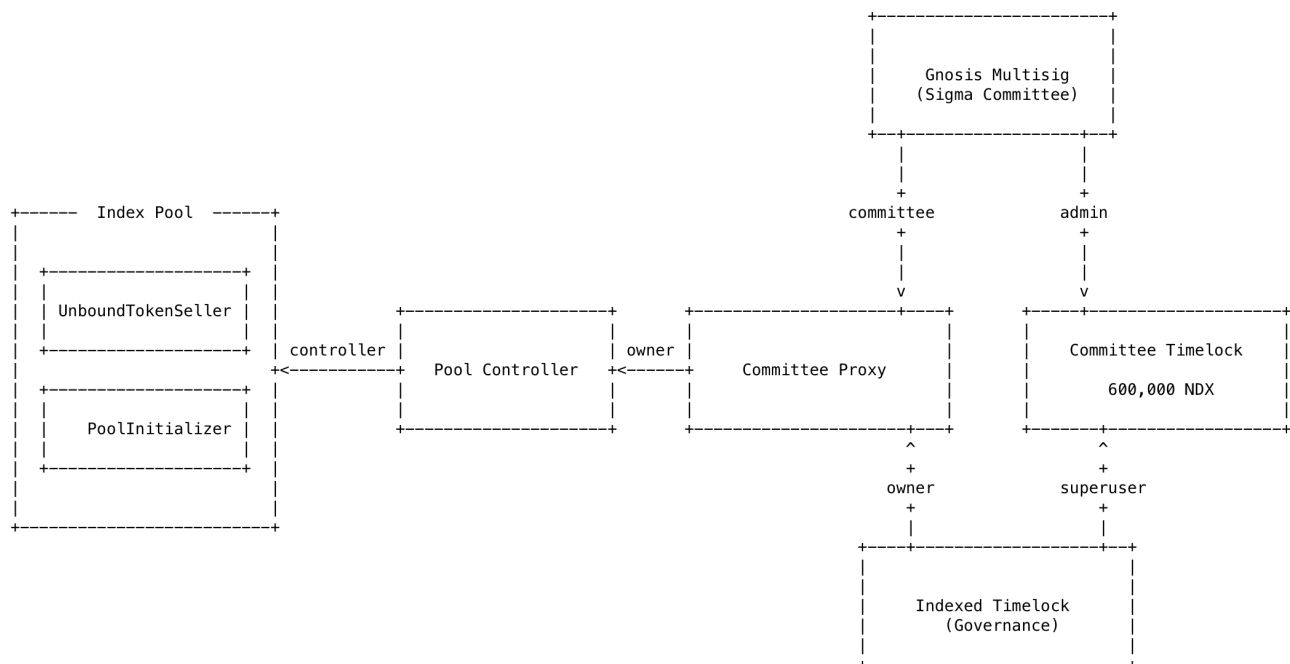 Gnosis Multisig
(Sigma Committee)
committee
admin
Index Pool
UnboundTokenSeller
PoolInitializer
controller
Pool Controller
owner
Committee Proxy
Committee Timelock
600,000 NDX
owner
superuser
Indexed Timelock
(Governance)